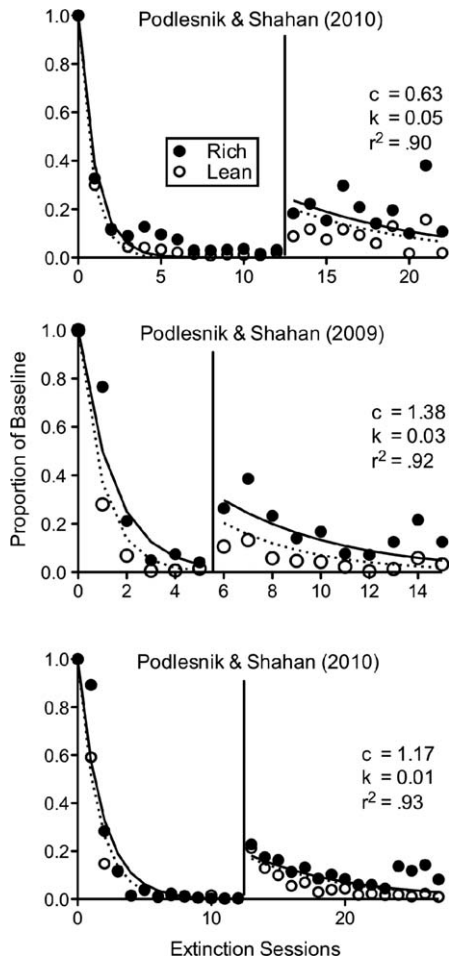 Podlesnik & Shahan (2010)
1.0
0.8
0.6
0.4
0.2
0.0
Rich
Lean
c = 0.63
k = 0.05
r² = .90
0 5 10 15 20
Podlesnik & Shahan (2009)
Proportion of Baseline
1.0
0.8
0.6
0.4
0.2
0.0
c = 1.38
k = 0.03
r² = .92
0 2 4 6 8 10 12 14
Podlesnik & Shahan (2010)
1.0
0.8
0.6
0.4
0.2
0.0
c = 1.17
k = 0.01
r² = .93
0 10 20
Extinction Sessions